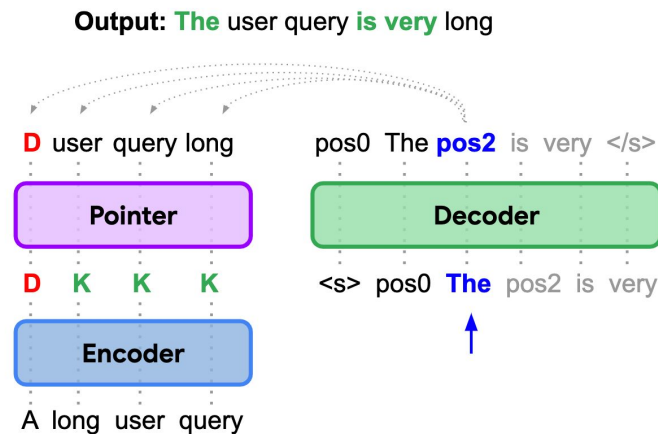 Output: The user query is very long
D user query long
pos0 The pos2 is very </s>
Pointer
Decoder
D K K K
<s> pos0 The pos2 is very
Encoder
A long user query